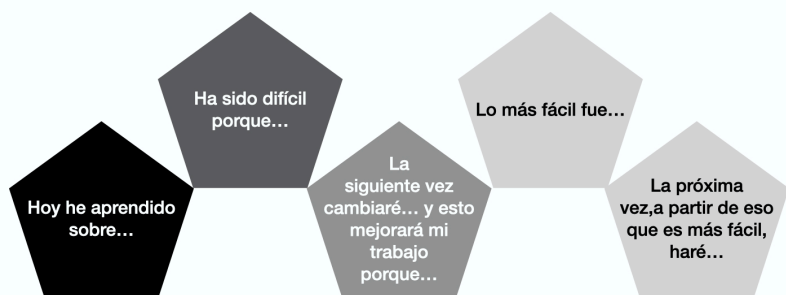 Hoy he aprendido
sobre…
Ha sido difícil
porque…
La
siguiente vez
cambiaré… y esto
mejorará mi
trabajo
porque…
Lo más fácil fue…
La próxima
vez,a partir de eso
que es más fácil,
haré…